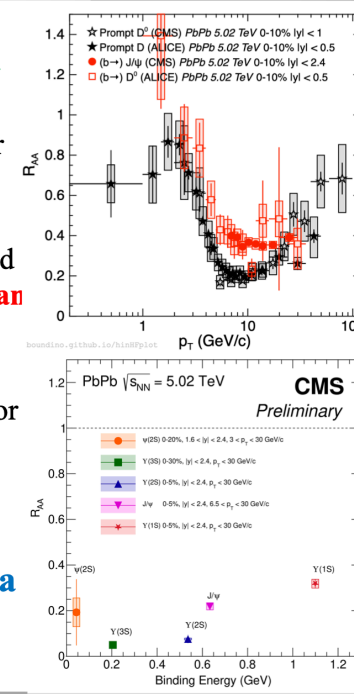 1.4
1.2
1
0.8
0.6
0.4
0.2
0
R_AA
☆ Prompt D⁰ (CMS) PbPb 5.02 TeV 0-10% |y| < 1
★ Prompt D (ALICE) PbPb 5.02 TeV 0-10% |y| < 0.5
● (b→) J/ψ (CMS) PbPb 5.02 TeV 0-10% |y| < 2.4
□ (b→) D⁰ (ALICE) PbPb 5.02 TeV 0-10% |y| < 0.5
1 10
p_T (GeV/c)
boundino.github.io/hinHFplot
r
d
an
or
a
PbPb √s_NN = 5.02 TeV
CMS
Preliminary
1.2
1
0.8
0.6
0.4
0.2
0
R_AA
ψ(2S) 0-20%, 1.6 < |y| < 2.4, 3 < p_T < 30 GeV/c
ϒ(3S) 0-30%, |y| < 2.4, p_T < 30 GeV/c
ϒ(2S) 0-5%, |y| < 2.4, p_T < 30 GeV/c
J/ψ 0-5%, |y| < 2.4, 6.5 < p_T < 30 GeV/c
ϒ(1S) 0-5%, |y| < 2.4, p_T < 30 GeV/c
ψ(2S)
ϒ(3S)
ϒ(2S)
J/ψ
ϒ(1S)
0 0.2 0.4 0.6 0.8 1 1.2
Binding Energy (GeV)